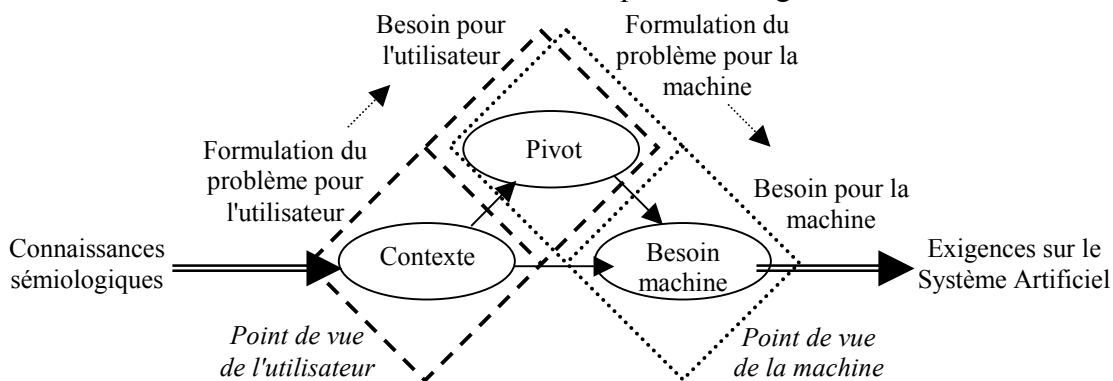 Besoin pour
l'utilisateur
Formulation du
problème pour la
machine
Pivot
Formulation du
problème pour
l'utilisateur
Besoin pour la
machine
Connaissances
sémiologiques
Contexte
Besoin
machine
Exigences sur le
Système Artificiel
Point de vue
de l'utilisateur
Point de vue
de la machine